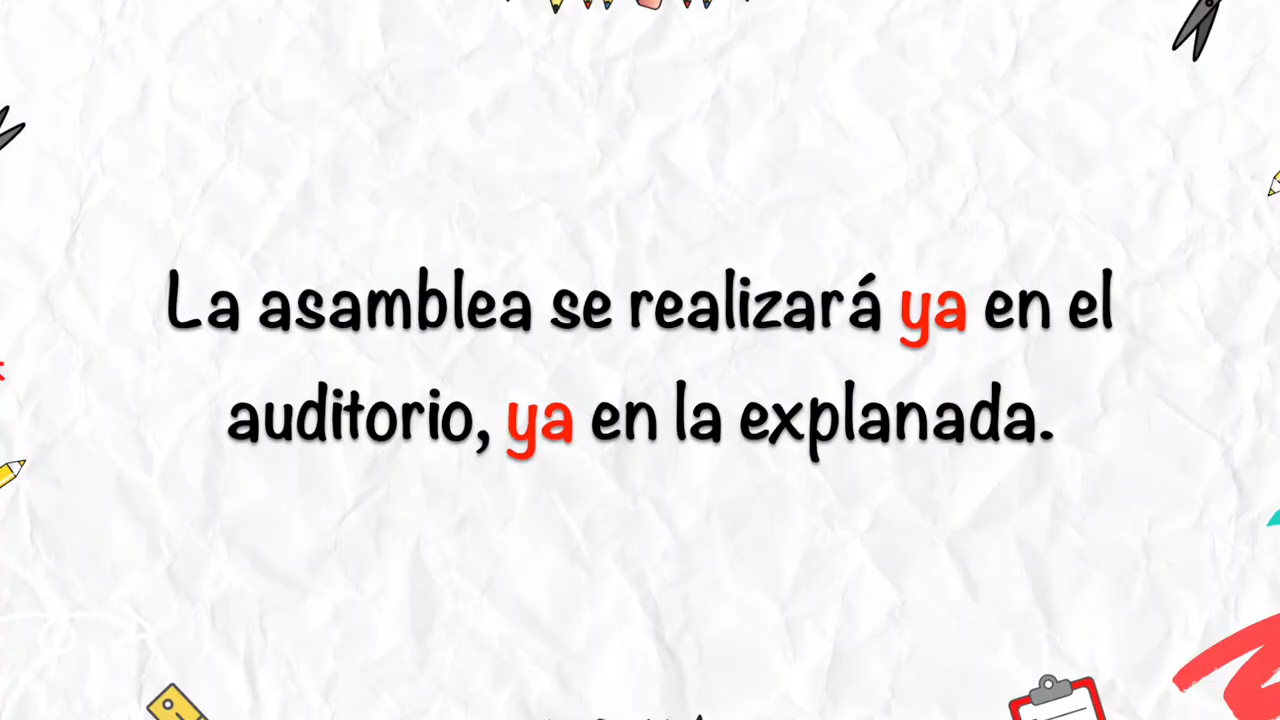 La asamblea se realizará ya en el
auditorio, ya en la explanada.